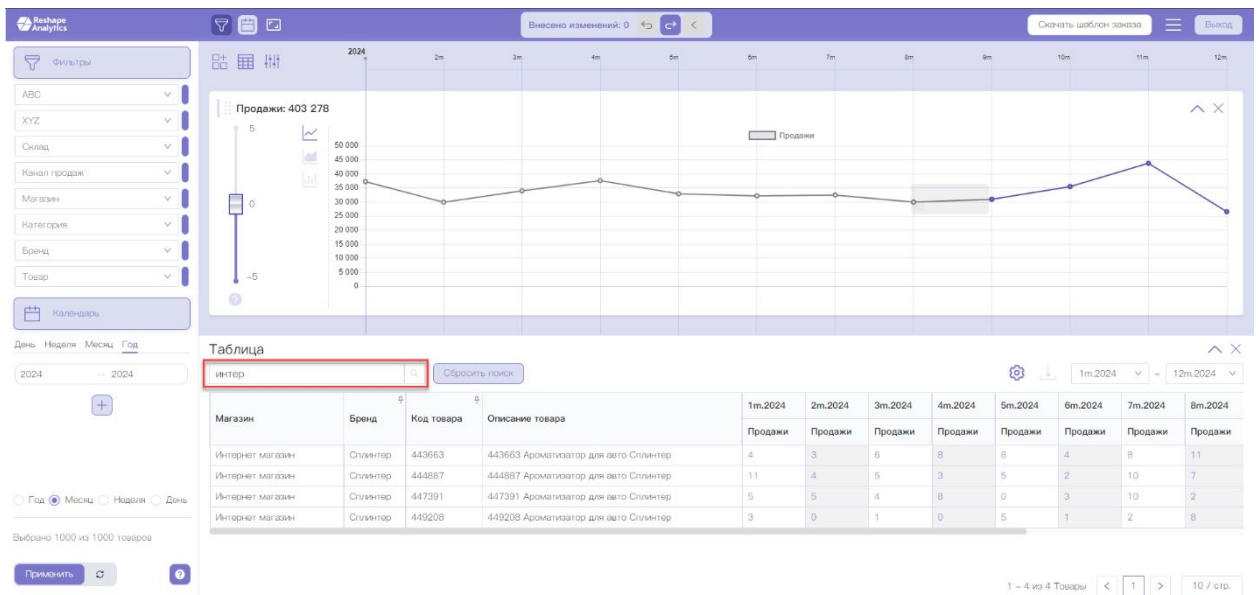 Reshape Analytics
Внесено изменений: 0
Скачать шаблон заказа
Выход
Фильтры
ABC
XYZ
Склад
Канал продаж
Магазин
Категория
Бренд
Товар
Календарь
День Неделя Месяц Год
2024 → 2024
Год Месяц Неделя День
Выбрано 1000 из 1000 товаров
Применить
2024 2m 3m 4m 5m 6m 7m 8m 9m 10m 11m 12m
Продажи: 403 278
5
0
-5
Продажи
50 000
45 000
40 000
35 000
30 000
25 000
20 000
15 000
10 000
5 000
0
Таблица
интер
Сбросить поиск
1m.2024 – 12m.2024
Магазин Бренд Код товара Описание товара 1m.2024 2m.2024 3m.2024 4m.2024 5m.2024 6m.2024 7m.2024 8m.2024
Продажи Продажи Продажи Продажи Продажи Продажи Продажи Продажи
Интернет магазин Сплинтер 443663 443663 Ароматизатор для авто Сплинтер 4 3 6 8 8 4 8 11
Интернет магазин Сплинтер 444887 444887 Ароматизатор для авто Сплинтер 11 4 5 3 5 2 10 7
Интернет магазин Сплинтер 447391 447391 Ароматизатор для авто Сплинтер 5 5 4 8 0 3 10 2
Интернет магазин Сплинтер 449208 449208 Ароматизатор для авто Сплинтер 3 0 1 0 5 1 2 8
1 – 4 из 4 Товары < 1 > 10 / стр.